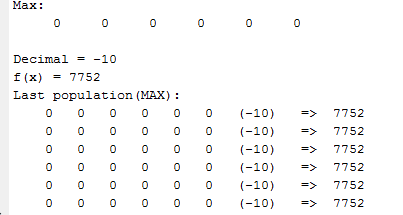 Max:
0 0 0 0 0 0
Decimal = -10
f(x) = 7752
Last population(MAX):
0 0 0 0 0 0 (-10) => 7752
0 0 0 0 0 0 (-10) => 7752
0 0 0 0 0 0 (-10) => 7752
0 0 0 0 0 0 (-10) => 7752
0 0 0 0 0 0 (-10) => 7752
0 0 0 0 0 0 (-10) => 7752